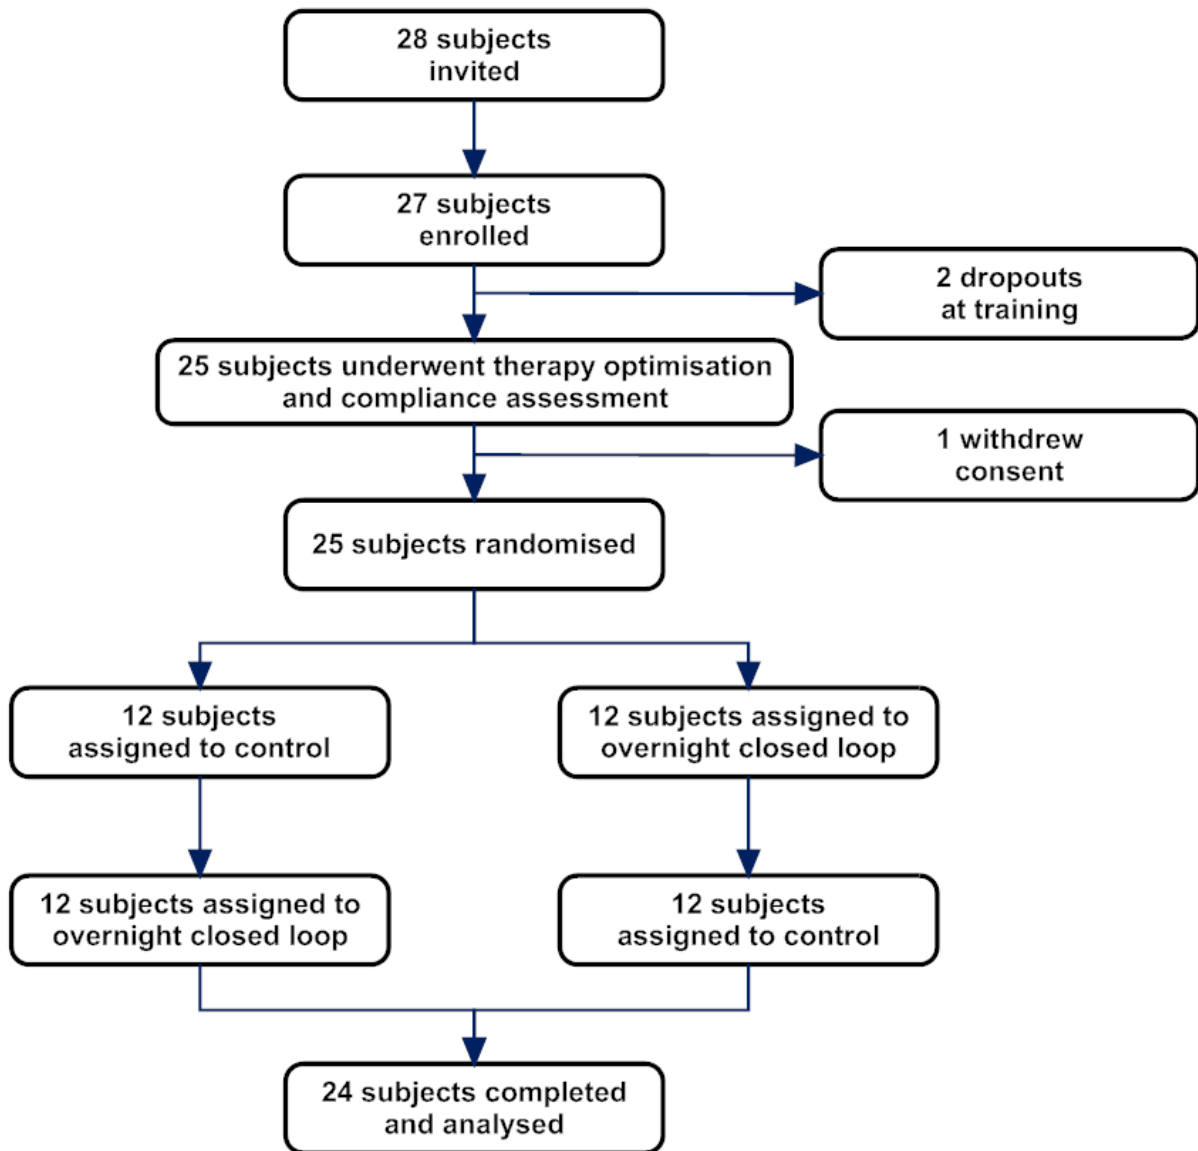 28 subjects
invited
27 subjects
enrolled
2 dropouts
at training
25 subjects underwent therapy optimisation
and compliance assessment
1 withdrew
consent
25 subjects randomised
12 subjects
assigned to control
12 subjects assigned to
overnight closed loop
12 subjects assigned to
overnight closed loop
12 subjects
assigned to control
24 subjects completed
and analysed